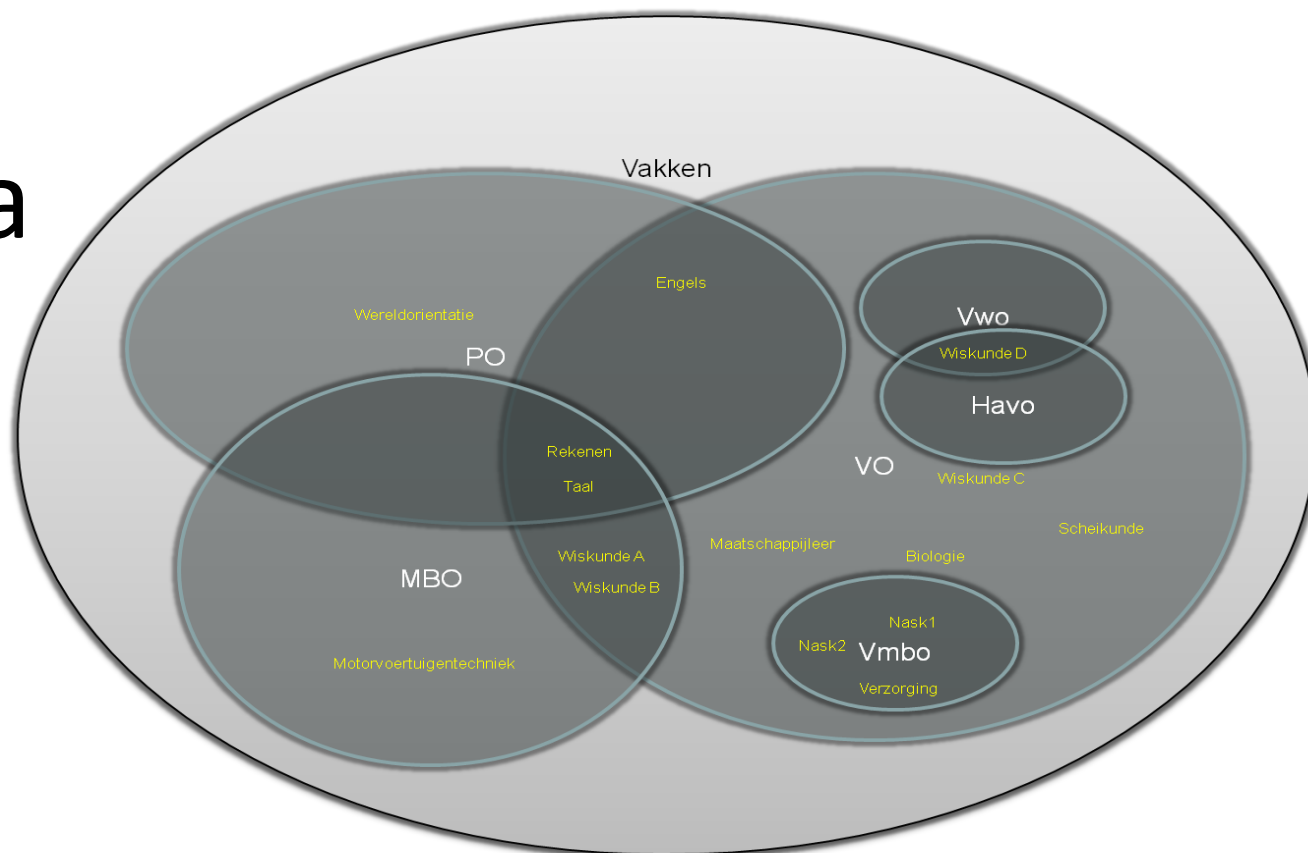 a
Vakken
Engels
Wereldorientatie
PO
Vwo
Wiskunde D
Havo
Rekenen
VO
Wiskunde C
Taal
Scheikunde
Maatschappijleer
Biologie
Wiskunde A
MBO
Wiskunde B
Nask1
Nask2
Vmbo
Motorvoertuigentechniek
Verzorging